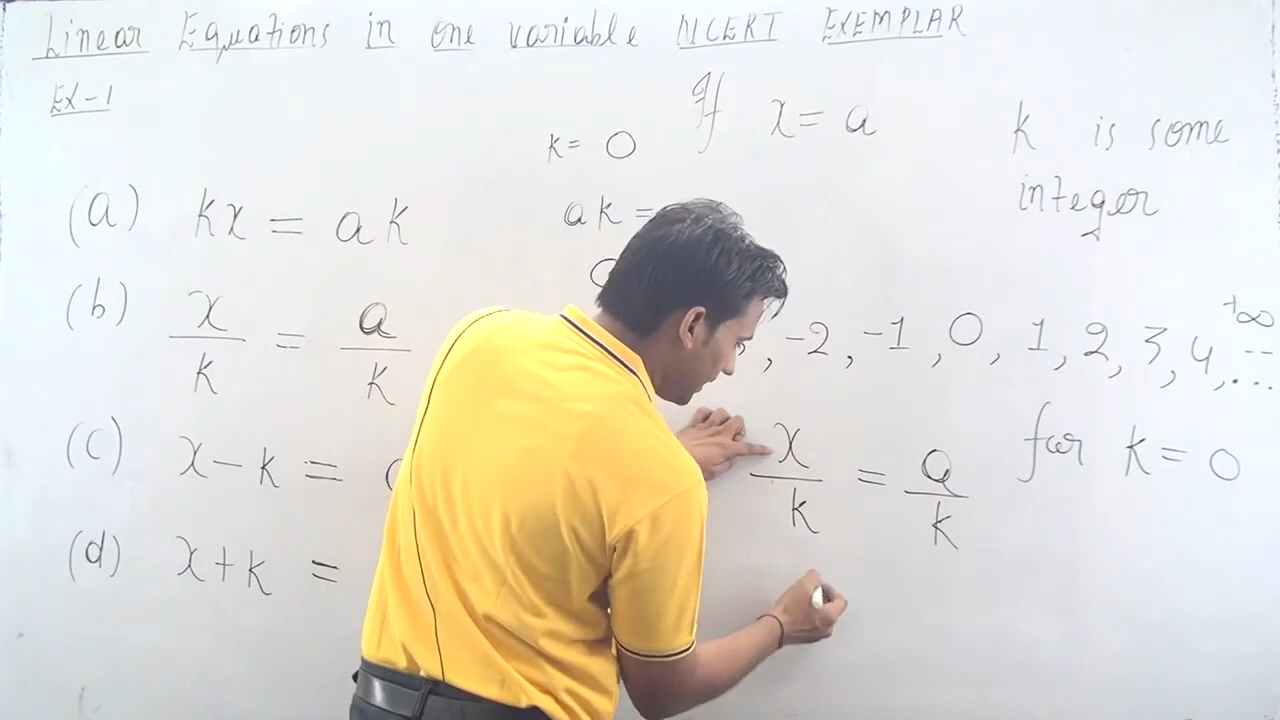 Linear Equations in one variable NCERT EXEMPLAR
EX-1
If x = a
k is some
integer
k = 0
(a) kx = ak
ak =
(b) x/k = a/k
, -2, -1, 0, 1, 2, 3, 4, ... +∞
(c) x - k =
x/k = a/k for k = 0
(d) x + k =